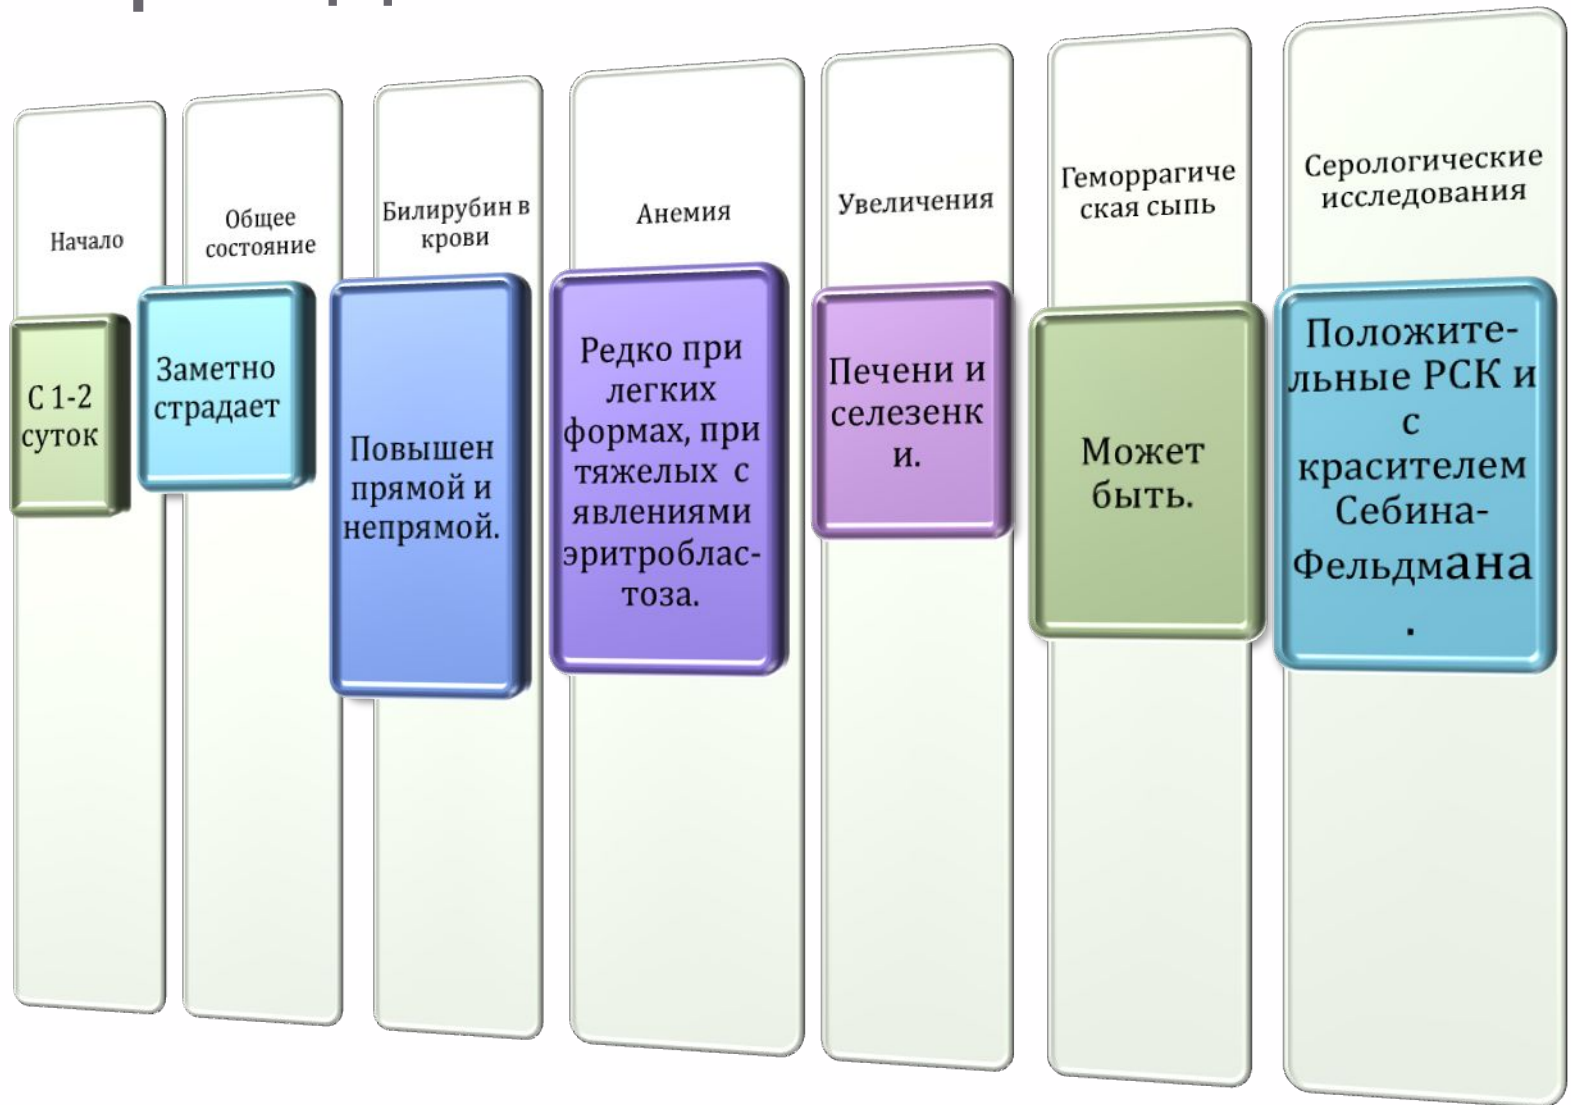 Начало
С 1-2
суток
Общее
состояние
Заметно
страдает
Билирубин в
крови
Повышен
прямой и
непрямой.
Анемия
Редко при
легких
формах, при
тяжелых с
явлениями
эритроблас-
тоза.
Увеличения
Печени и
селезенк
и.
Геморрагиче
ская сыпь
Может
быть.
Серологические
исследования
Положите-
льные РСК и
с
красителем
Себина-
Фельдмана
.